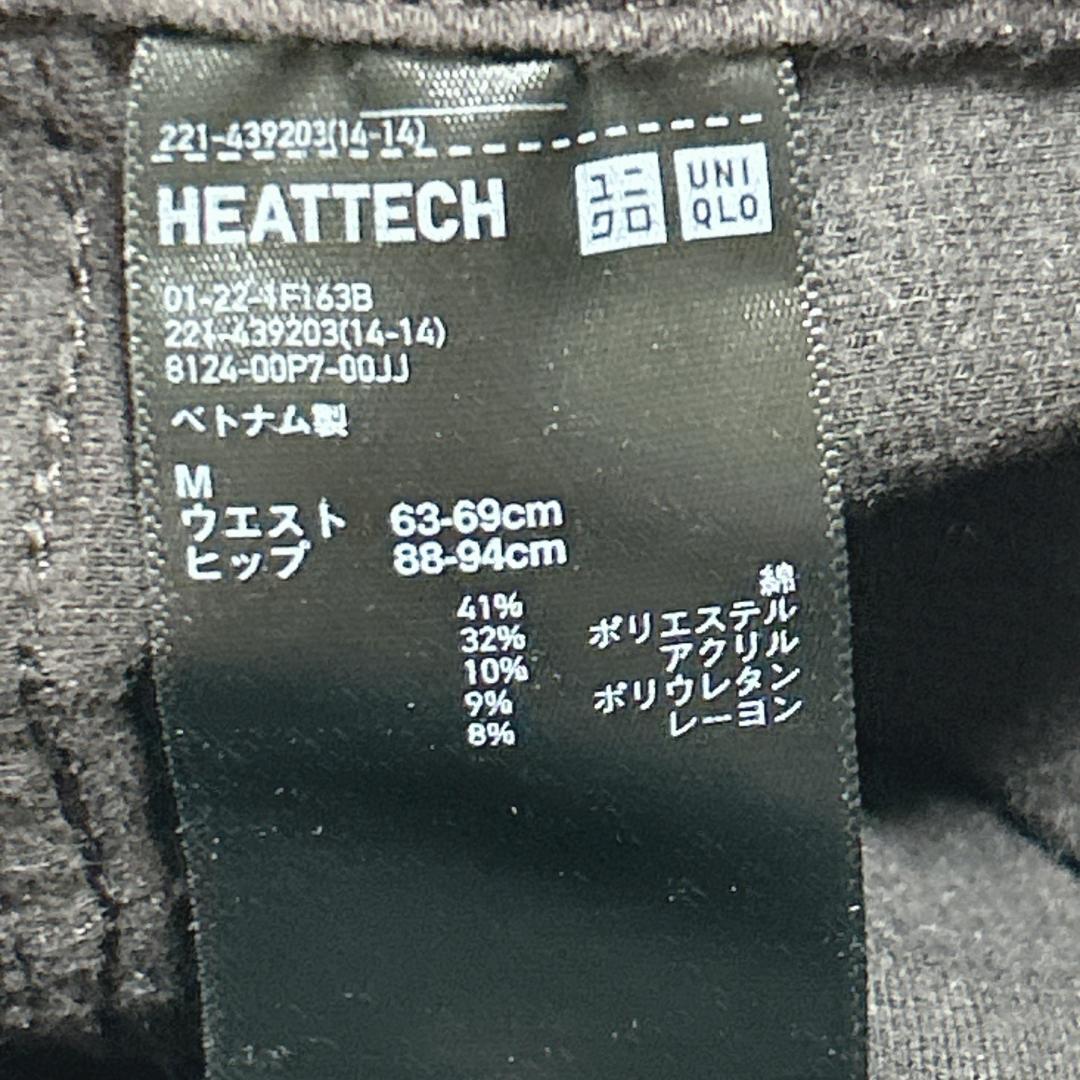 221-439203(14-14)
HEATTECH
ユニ
クロ
UNI
QLO
01-22-1F163B
221-439203(14-14)
8124-00P7-00JJ
ベトナム製
M
ウエスト 63-69cm
ヒップ 88-94cm
41% 綿
32% ポリエステル
10% アクリル
9% ポリウレタン
8% レーヨン